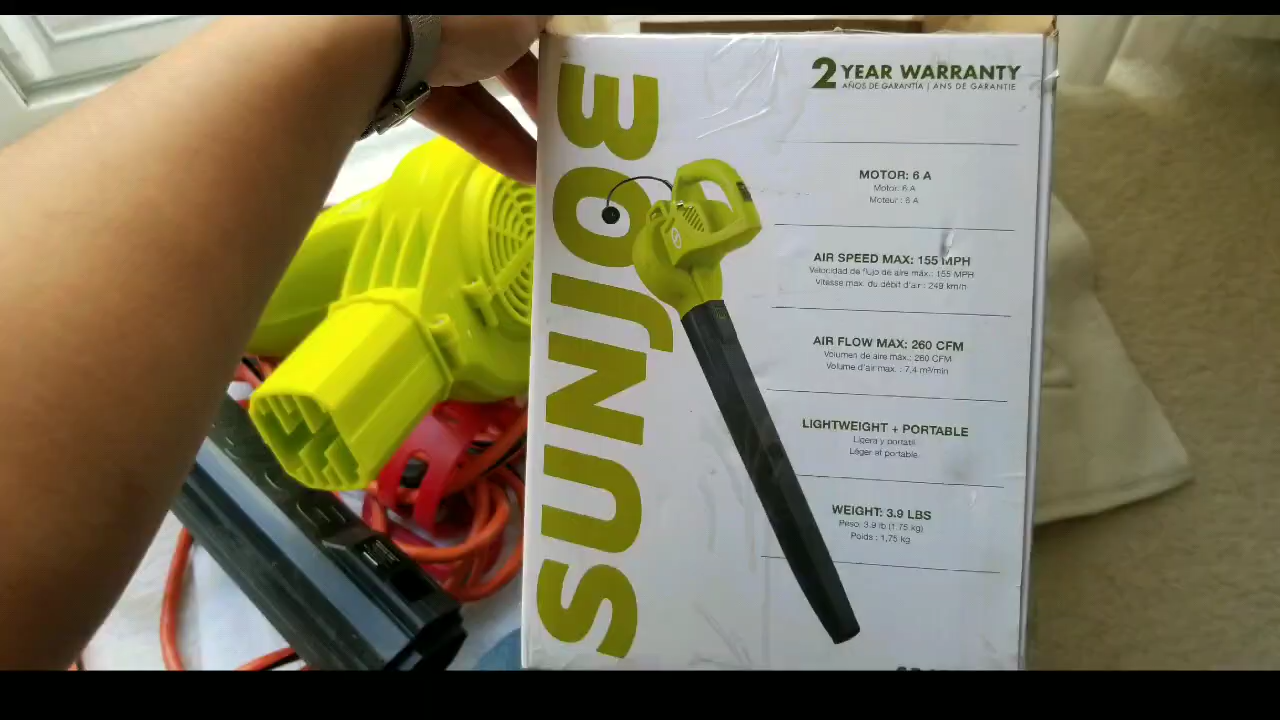 SUNJOE
2 YEAR WARRANTY
AÑOS DE GARANTÍA | ANS DE GARANTIE
MOTOR: 6 A
Motor: 6 A
Moteur : 6 A
AIR SPEED MAX: 155 MPH
Velocidad de flujo de aire máx.: 155 MPH
Vitesse max. du débit d'air : 249 km/h
AIR FLOW MAX: 260 CFM
Volumen de aire máx.: 260 CFM
Volume d'air max. : 7,4 m³/min
LIGHTWEIGHT + PORTABLE
Ligera y portátil.
Léger et portable.
WEIGHT: 3.9 LBS
Peso: 3.9 lb (1.75 kg)
Poids : 1,75 kg